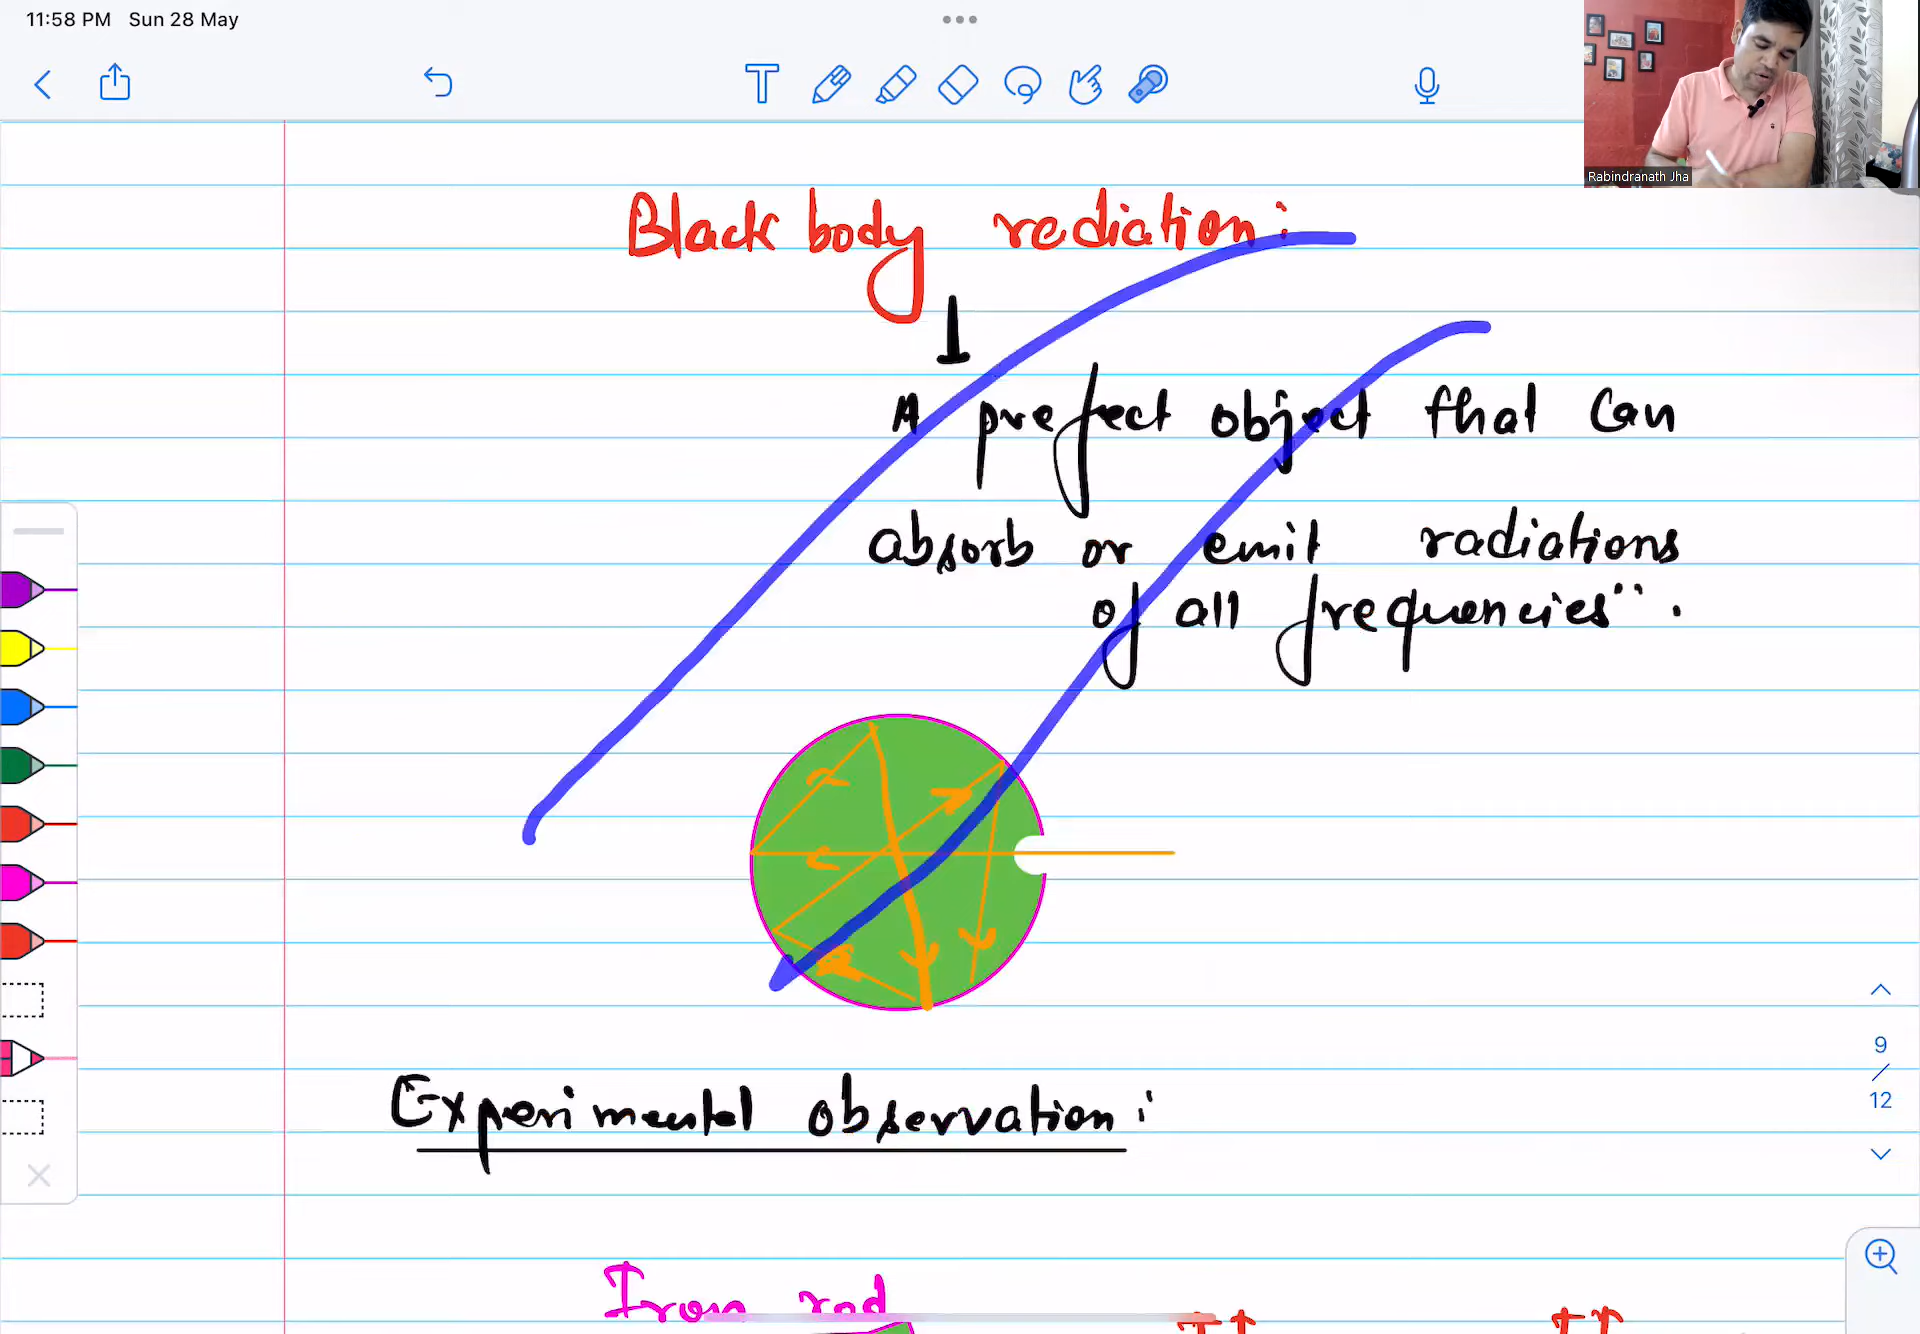 11:58 PM Sun 28 May
Rabindranath Jha
Black body rediation:
A prefect object that can
absorb or emit radiations
of all frequencies".
9
/
12
Experimental observation:
Iron rod